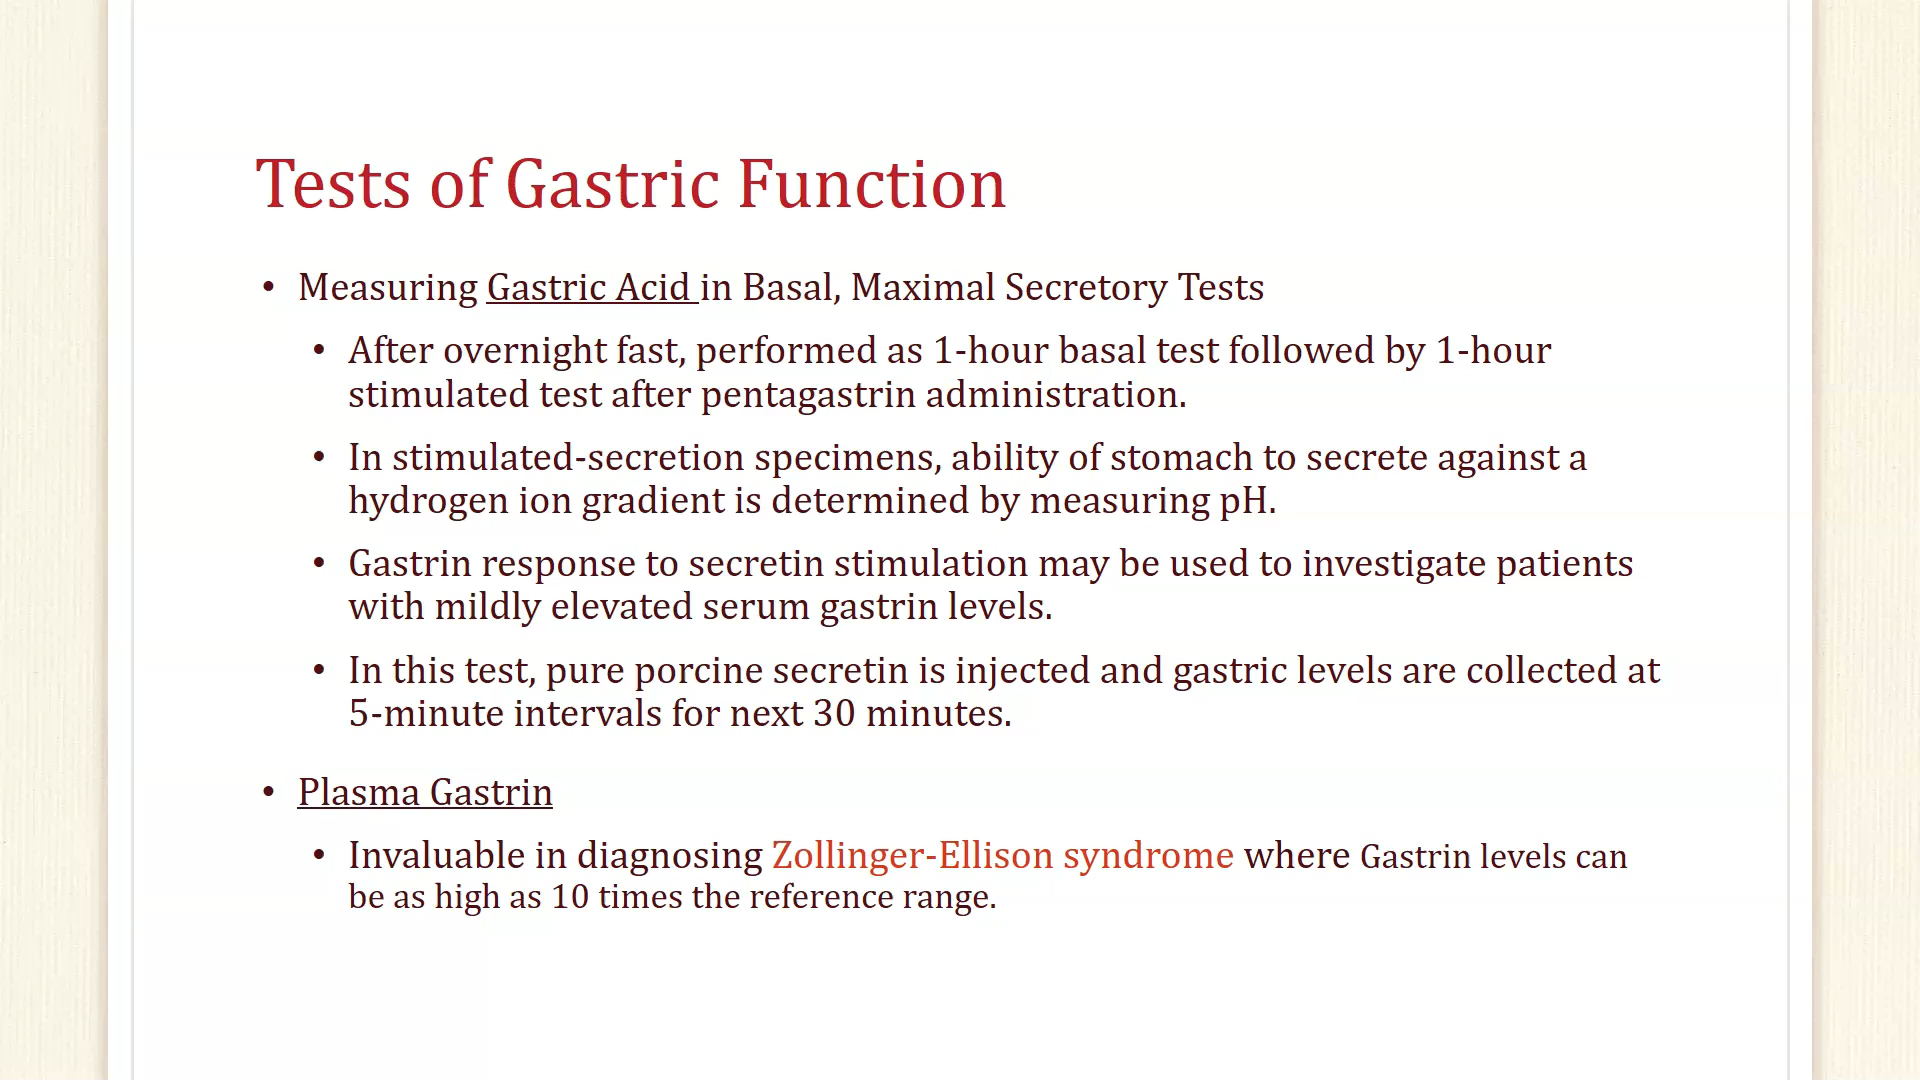 Tests of Gastric Function
• Measuring Gastric Acid in Basal, Maximal Secretory Tests
• After overnight fast, performed as 1-hour basal test followed by 1-hour
stimulated test after pentagastrin administration.
• In stimulated-secretion specimens, ability of stomach to secrete against a
hydrogen ion gradient is determined by measuring pH.
• Gastrin response to secretin stimulation may be used to investigate patients
with mildly elevated serum gastrin levels.
• In this test, pure porcine secretin is injected and gastric levels are collected at
5-minute intervals for next 30 minutes.
• Plasma Gastrin
• Invaluable in diagnosing Zollinger-Ellison syndrome where Gastrin levels can
be as high as 10 times the reference range.